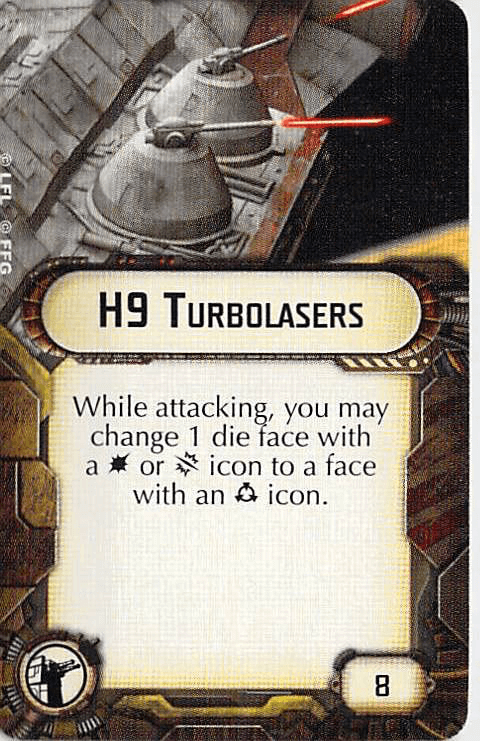 © LFL © FFG
H9 TURBOLASERS
While attacking, you may
change 1 die face with
a or icon to a face
with an icon.
8